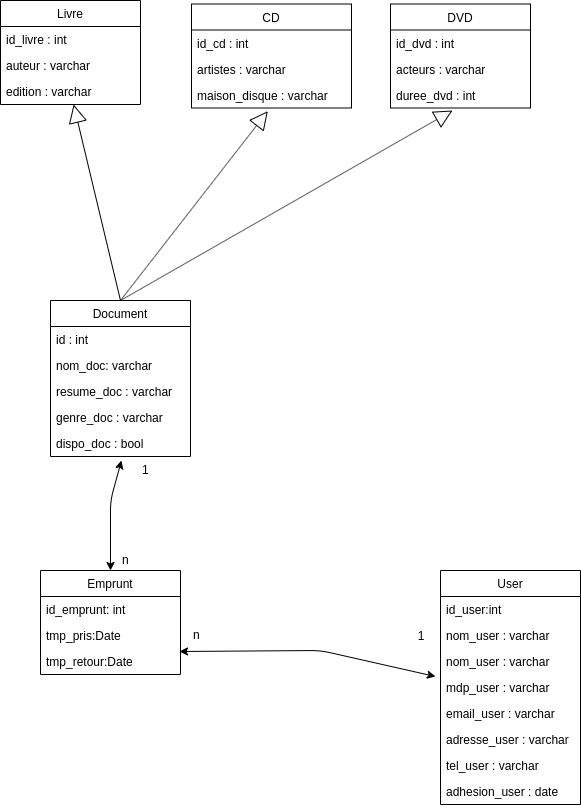 Livre
id_livre : int
auteur : varchar
edition : varchar
CD
id_cd : int
artistes : varchar
maison_disque : varchar
DVD
id_dvd : int
acteurs : varchar
duree_dvd : int
Document
id : int
nom_doc: varchar
resume_doc : varchar
genre_doc : varchar
dispo_doc : bool
1
n
Emprunt
id_emprunt: int
tmp_pris:Date
tmp_retour:Date
n
1
User
id_user:int
nom_user : varchar
nom_user : varchar
mdp_user : varchar
email_user : varchar
adresse_user : varchar
tel_user : varchar
adhesion_user : date